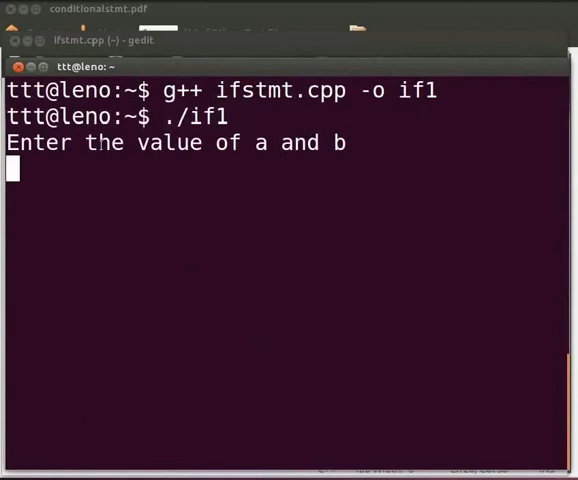 conditionalstmt.pdf
ifstmt.cpp (~) - gedit
ttt@leno: ~
ttt@leno:~$ g++ ifstmt.cpp -o if1
ttt@leno:~$ ./if1
Enter the value of a and b